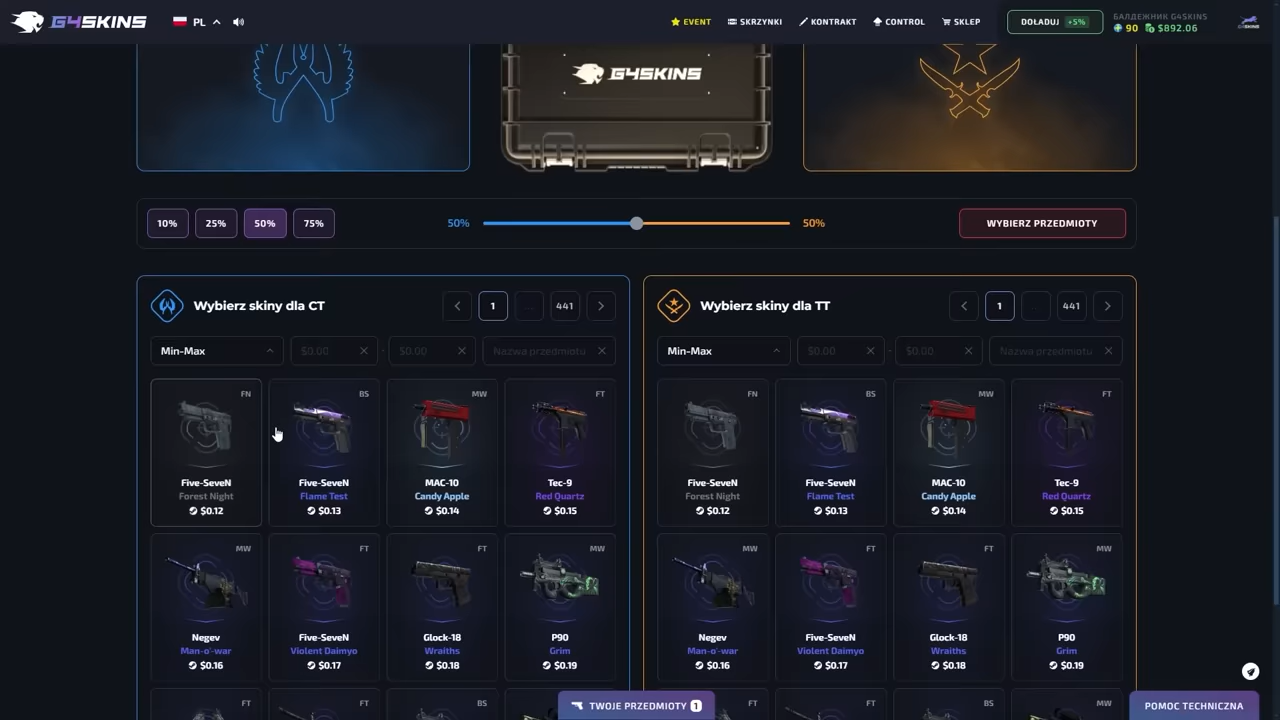 G4SKINS
PL
EVENT
SKRZYNKI
KONTRAKT
CONTROL
SKLEP
DOŁADUJ +5%
БАЛДЕЖНИК G4SKINS
90 $892.06
G4SKINS
10% 25% 50% 75%
50% 50%
WYBIERZ PRZEDMIOTY
Wybierz skiny dla CT
1 ... 441
Min-Max $0.00 - $0.00 Nazwa przedmiotu
FN
Five-SeveN
Forest Night
$0.12
BS
Five-SeveN
Flame Test
$0.13
MW
MAC-10
Candy Apple
$0.14
FT
Tec-9
Red Quartz
$0.15
MW
Negev
Man-o'-war
$0.16
FT
Five-SeveN
Violent Daimyo
$0.17
FT
Glock-18
Wraiths
$0.18
MW
P90
Grim
$0.19
FT
FT
BS
Wybierz skiny dla TT
1 ... 441
Min-Max $0.00 - $0.00 Nazwa przedmiotu
FN
Five-SeveN
Forest Night
$0.12
BS
Five-SeveN
Flame Test
$0.13
MW
MAC-10
Candy Apple
$0.14
FT
Tec-9
Red Quartz
$0.15
MW
Negev
Man-o'-war
$0.16
FT
Five-SeveN
Violent Daimyo
$0.17
FT
Glock-18
Wraiths
$0.18
MW
P90
Grim
$0.19
FT
FT
BS
FT
TWOJE PRZEDMIOTY 1
POMOC TECHNICZNA